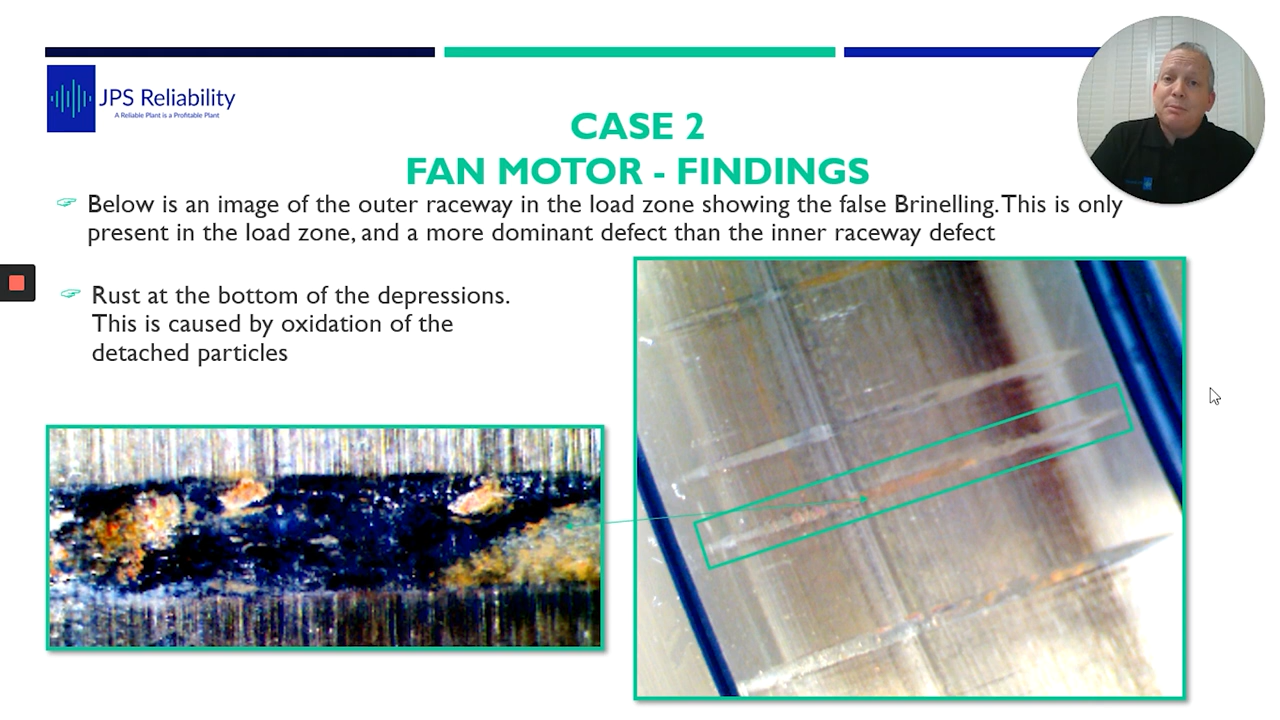 JPS Reliability
A Reliable Plant is a Profitable Plant
CASE 2
FAN MOTOR - FINDINGS
Below is an image of the outer raceway in the load zone showing the false Brinelling. This is only
present in the load zone, and a more dominant defect than the inner raceway defect
Rust at the bottom of the depressions.
This is caused by oxidation of the
detached particles